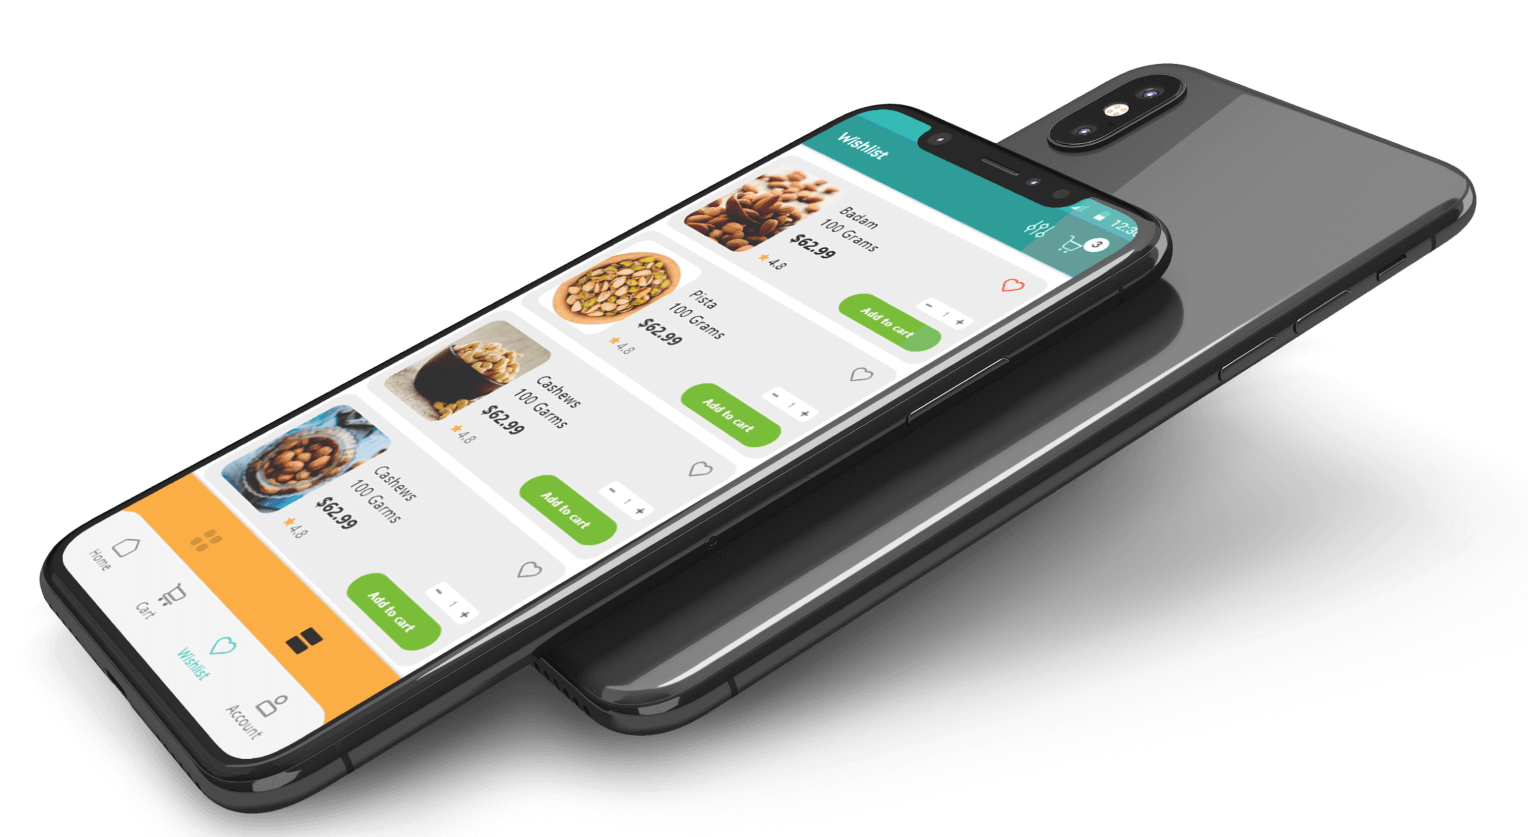 12:30
Wishlist
3
Badam
100 Grams
$62.99
4.8
Add to cart
- 1 +
Pista
100 Grams
$62.99
4.8
Add to cart
- 1 +
Cashews
100 Garms
$62.99
4.8
Add to cart
- 1 +
Cashews
100 Garms
$62.99
4.8
Add to cart
- 1 +
Home
Cart
Wishlist
Account